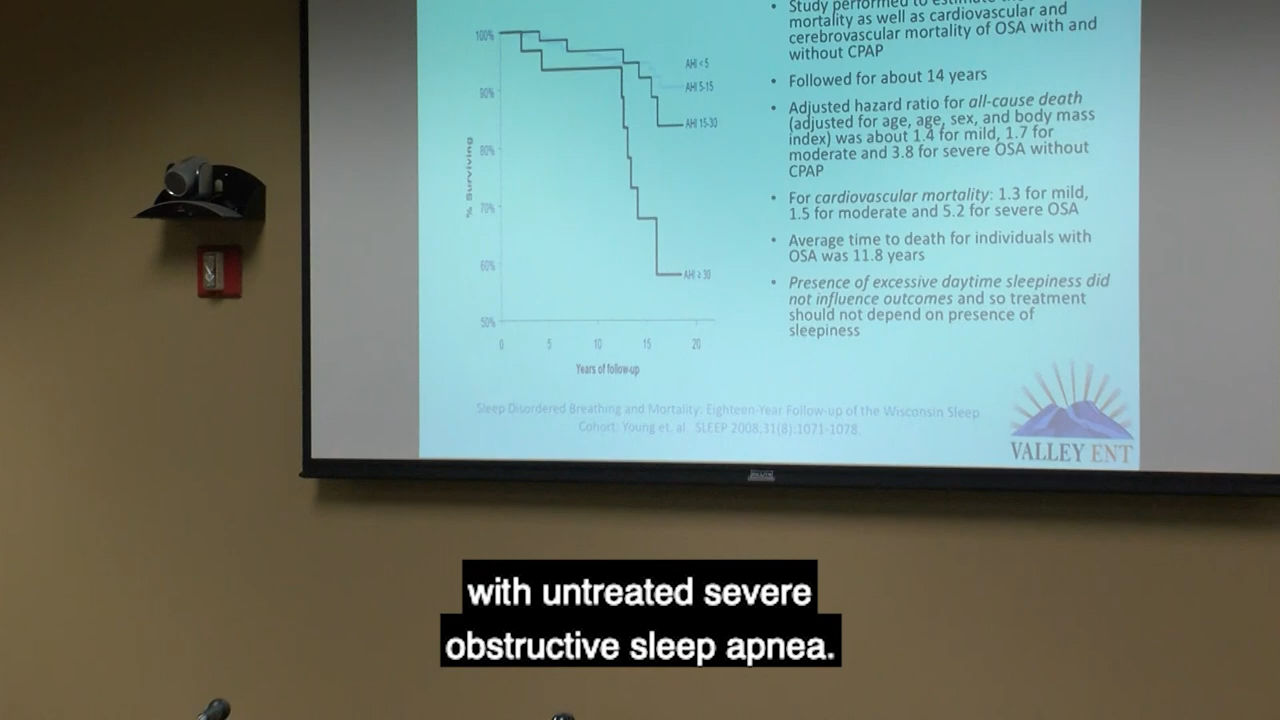 Study performed to estimate
mortality as well as cardiovascular and
cerebrovascular mortality of OSA with and
without CPAP
• Followed for about 14 years
• Adjusted hazard ratio for all-cause death
(adjusted for age, age, sex, and body mass
index) was about 1.4 for mild, 1.7 for
moderate and 3.8 for severe OSA without
CPAP
• For cardiovascular mortality: 1.3 for mild,
1.5 for moderate and 5.2 for severe OSA
• Average time to death for individuals with
OSA was 11.8 years
• Presence of excessive daytime sleepiness did
not influence outcomes and so treatment
should not depend on presence of
sleepiness
100%
90%
80%
70%
60%
50%
% Surviving
AHI < 5
AHI 5-15
AHI 15-30
AHI ≥ 30
0 5 10 15 20
Years of follow-up
Sleep Disordered Breathing and Mortality: Eighteen-Year Follow-up of the Wisconsin Sleep
Cohort; Young et. al. SLEEP 2008,31(8):1071-1078.
VALLEY ENT
with untreated severe
obstructive sleep apnea.